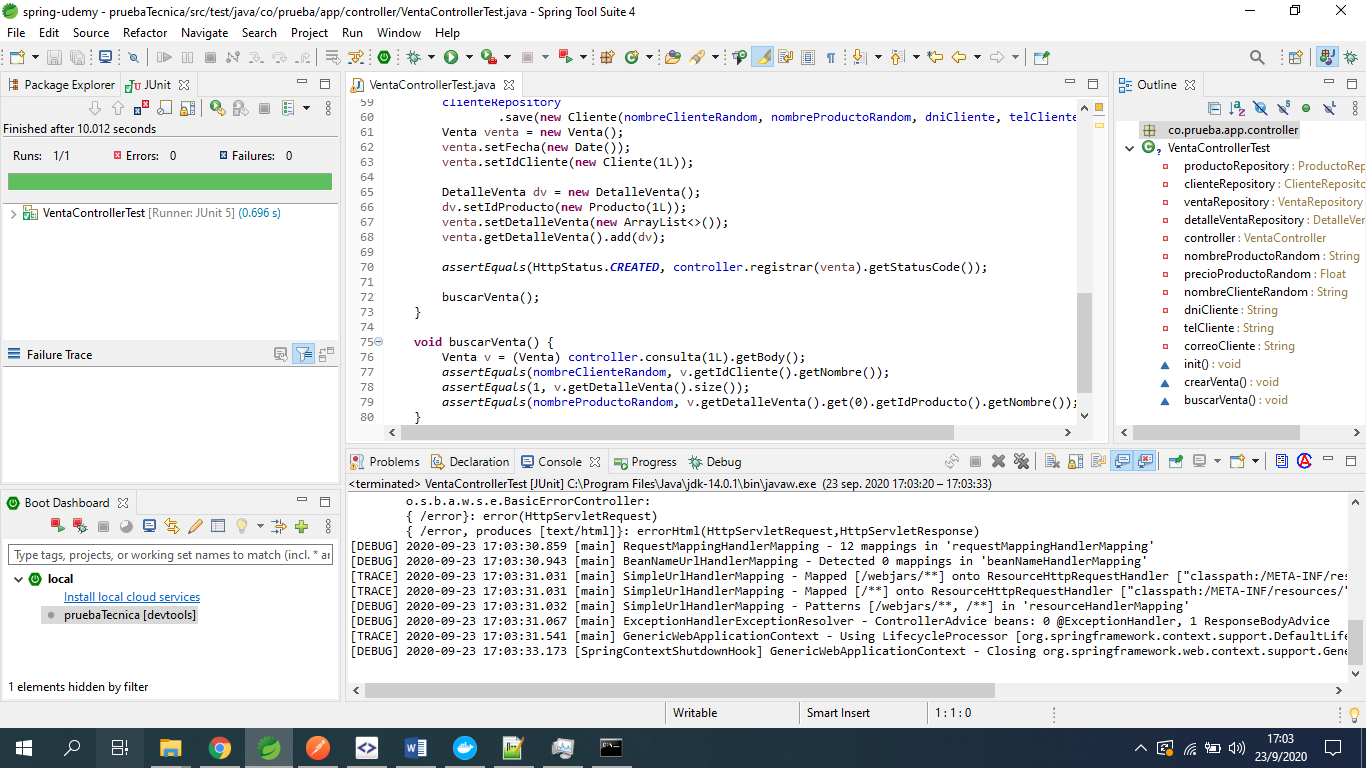 spring-udemy - pruebaTecnica/src/test/java/co/prueba/app/controller/VentaControllerTest.java - Spring Tool Suite 4
File Edit Source Refactor Navigate Search Project Run Window Help
Package Explorer JUnit
Finished after 10.012 seconds
Runs: 1/1 Errors: 0 Failures: 0
VentaControllerTest [Runner: JUnit 5] (0.696 s)
Failure Trace
VentaControllerTest.java
59 clienteRepository
60 .save(new Cliente(nombreClienteRandom, nombreProductoRandom, dniCliente, telCliente
61 Venta venta = new Venta();
62 venta.setFecha(new Date());
63 venta.setIdCliente(new Cliente(1L));
64
65 DetalleVenta dv = new DetalleVenta();
66 dv.setIdProducto(new Producto(1L));
67 venta.setDetalleVenta(new ArrayList<>());
68 venta.getDetalleVenta().add(dv);
69
70 assertEquals(HttpStatus.CREATED, controller.registrar(venta).getStatusCode());
71
72 buscarVenta();
73 }
74
75 void buscarVenta() {
76 Venta v = (Venta) controller.consulta(1L).getBody();
77 assertEquals(nombreClienteRandom, v.getIdCliente().getNombre());
78 assertEquals(1, v.getDetalleVenta().size());
79 assertEquals(nombreProductoRandom, v.getDetalleVenta().get(0).getIdProducto().getNombre());
80 }
Outline
co.prueba.app.controller
VentaControllerTest
productoRepository : ProductoRep
clienteRepository : ClienteReposito
ventaRepository : VentaRepository
detalleVentaRepository : DetalleVer
controller : VentaController
nombreProductoRandom : String
precioProductoRandom : Float
nombreClienteRandom : String
dniCliente : String
telCliente : String
correoCliente : String
init() : void
crearVenta() : void
buscarVenta() : void
Boot Dashboard
Type tags, projects, or working set names to match (incl. * ar
local
Install local cloud services
pruebaTecnica [devtools]
1 elements hidden by filter
Problems Declaration Console Progress Debug
<terminated> VentaControllerTest [JUnit] C:\Program Files\Java\jdk-14.0.1\bin\javaw.exe (23 sep. 2020 17:03:20 – 17:03:33)
o.s.b.a.w.s.e.BasicErrorController:
{ /error}: error(HttpServletRequest)
{ /error, produces [text/html]}: errorHtml(HttpServletRequest,HttpServletResponse)
[DEBUG] 2020-09-23 17:03:30.859 [main] RequestMappingHandlerMapping - 12 mappings in 'requestMappingHandlerMapping'
[DEBUG] 2020-09-23 17:03:30.943 [main] BeanNameUrlHandlerMapping - Detected 0 mappings in 'beanNameHandlerMapping'
[TRACE] 2020-09-23 17:03:31.031 [main] SimpleUrlHandlerMapping - Mapped [/webjars/**] onto ResourceHttpRequestHandler ["classpath:/META-INF/res
[TRACE] 2020-09-23 17:03:31.031 [main] SimpleUrlHandlerMapping - Mapped [/**] onto ResourceHttpRequestHandler ["classpath:/META-INF/resources/"
[DEBUG] 2020-09-23 17:03:31.032 [main] SimpleUrlHandlerMapping - Patterns [/webjars/**, /**] in 'resourceHandlerMapping'
[DEBUG] 2020-09-23 17:03:31.067 [main] ExceptionHandlerExceptionResolver - ControllerAdvice beans: 0 @ExceptionHandler, 1 ResponseBodyAdvice
[TRACE] 2020-09-23 17:03:31.541 [main] GenericWebApplicationContext - Using LifecycleProcessor [org.springframework.context.support.DefaultLife
[DEBUG] 2020-09-23 17:03:33.173 [SpringContextShutdownHook] GenericWebApplicationContext - Closing org.springframework.web.context.support.Gene
Writable Smart Insert 1 : 1 : 0
17:03
23/9/2020